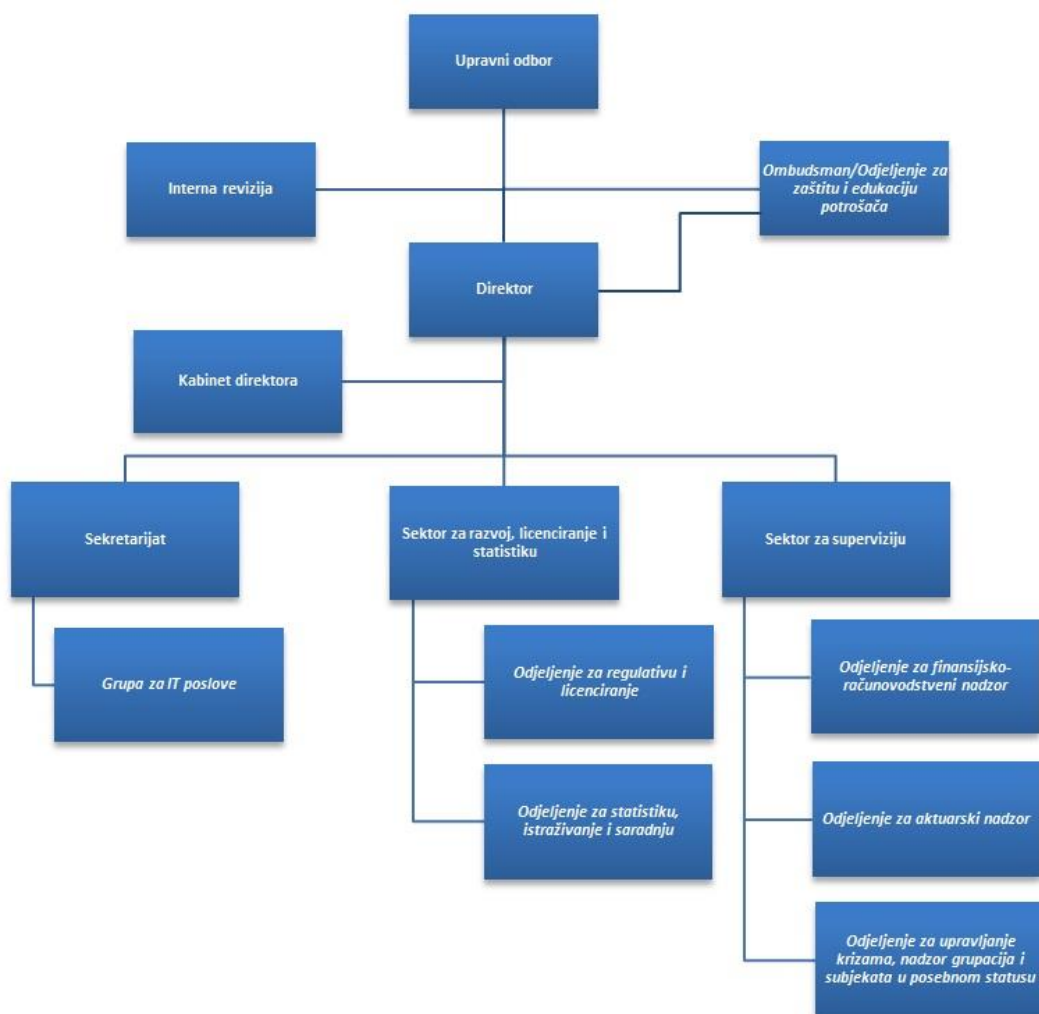 Upravni odbor
Interna revizija
Ombudsman/Odjeljenje za
zaštitu i edukaciju
potrošača
Direktor
Kabinet direktora
Sekretarijat
Sektor za razvoj, licenciranje i
statistiku
Sektor za superviziju
Grupa za IT poslove
Odjeljenje za regulativu i
licenciranje
Odjeljenje za finansijsko-
računovodstveni nadzor
Odjeljenje za statistiku,
istraživanje i saradnju
Odjeljenje za aktuarski nadzor
Odjeljenje za upravljanje
krizama, nadzor grupacija i
subjekata u posebnom statusu